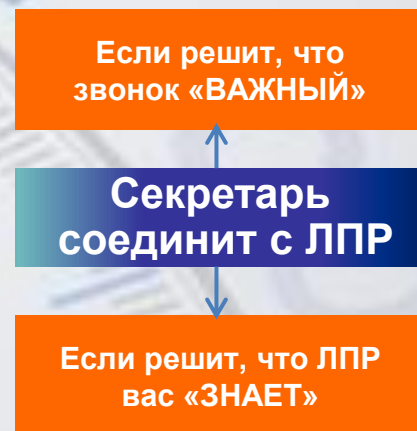 Если решит, что
звонок «ВАЖНЫЙ»
Секретарь
соединит с ЛПР
Если решит, что ЛПР
вас «ЗНАЕТ»